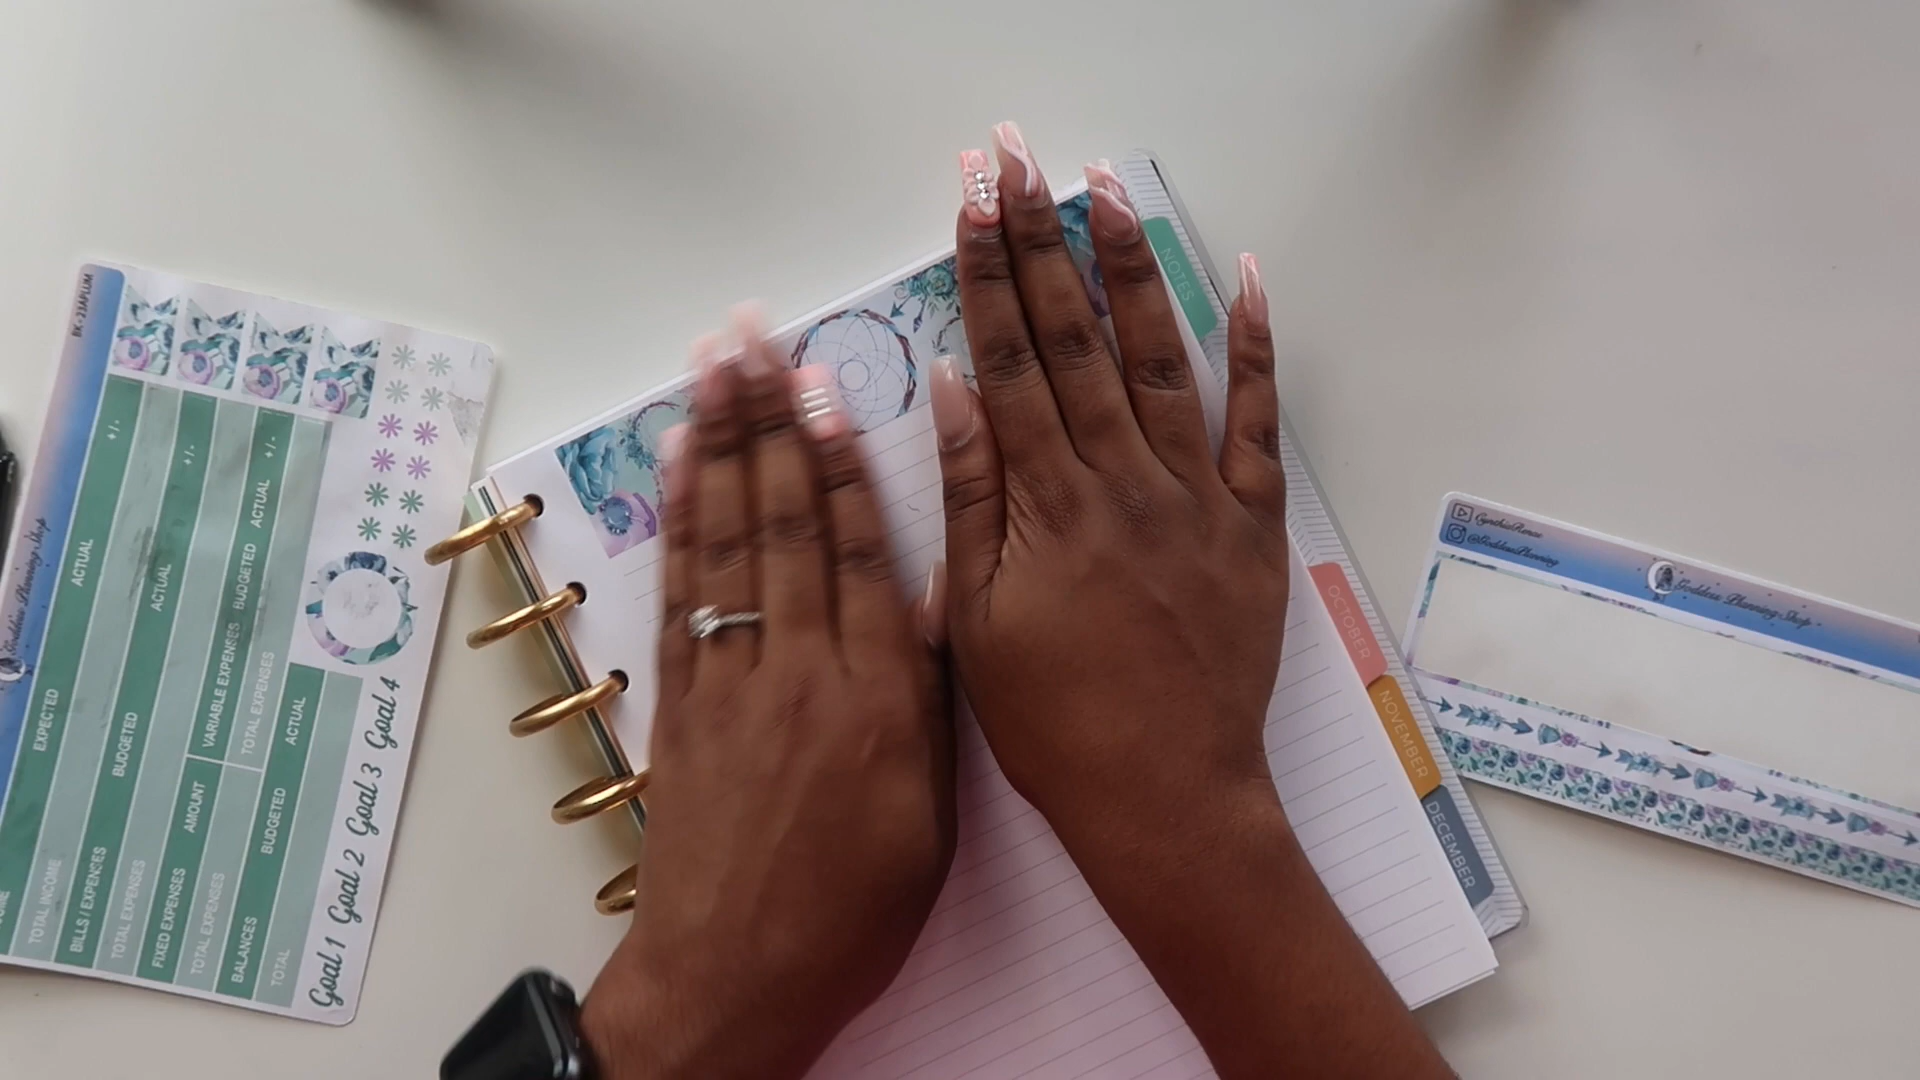 BK-23APLUM
Goddess Planning Shop
+/-
ACTUAL
EXPECTED
TOTAL INCOME
+/-
ACTUAL
BUDGETED
BILLS / EXPENSES
TOTAL EXPENSES
+/-
ACTUAL
BUDGETED
VARIABLE EXPENSES
TOTAL EXPENSES
AMOUNT
FIXED EXPENSES
TOTAL EXPENSES
ACTUAL
BUDGETED
BALANCES
TOTAL
Goal 1 Goal 2 Goal 3 Goal 4
NOTES
OCTOBER
NOVEMBER
DECEMBER
CynthiaRenae
@GoddessPlanning
Goddess Planning Shop